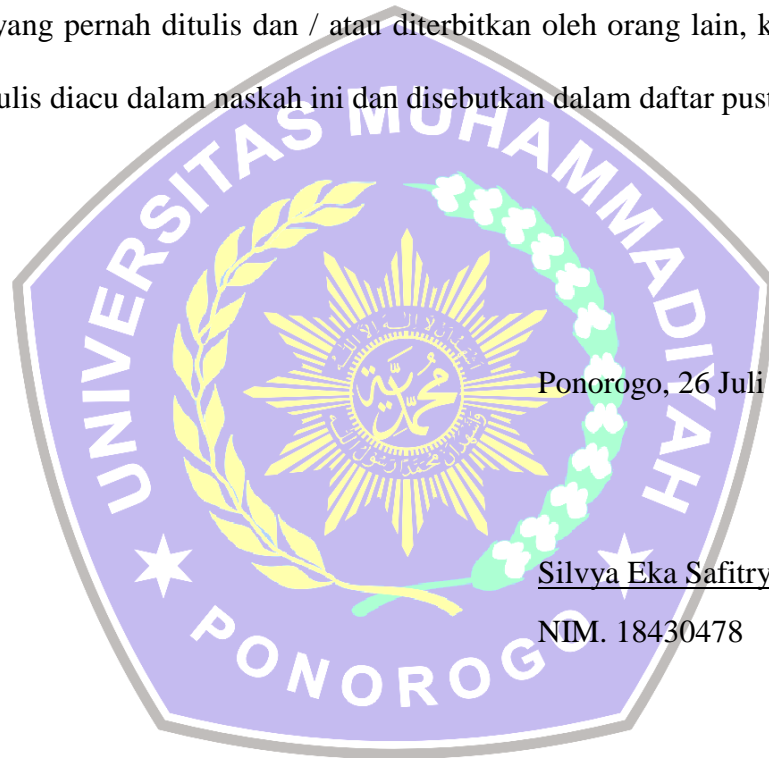 yang pernah ditulis dan / atau diterbitkan oleh orang lain, k
ulis diacu dalam naskah ini dan disebutkan dalam daftar pust
UNIVERSITAS MUHAMMADIYAH
محمدية
Ponorogo, 26 Juli
Silvya Eka Safitry
NIM. 18430478
PONOROGO